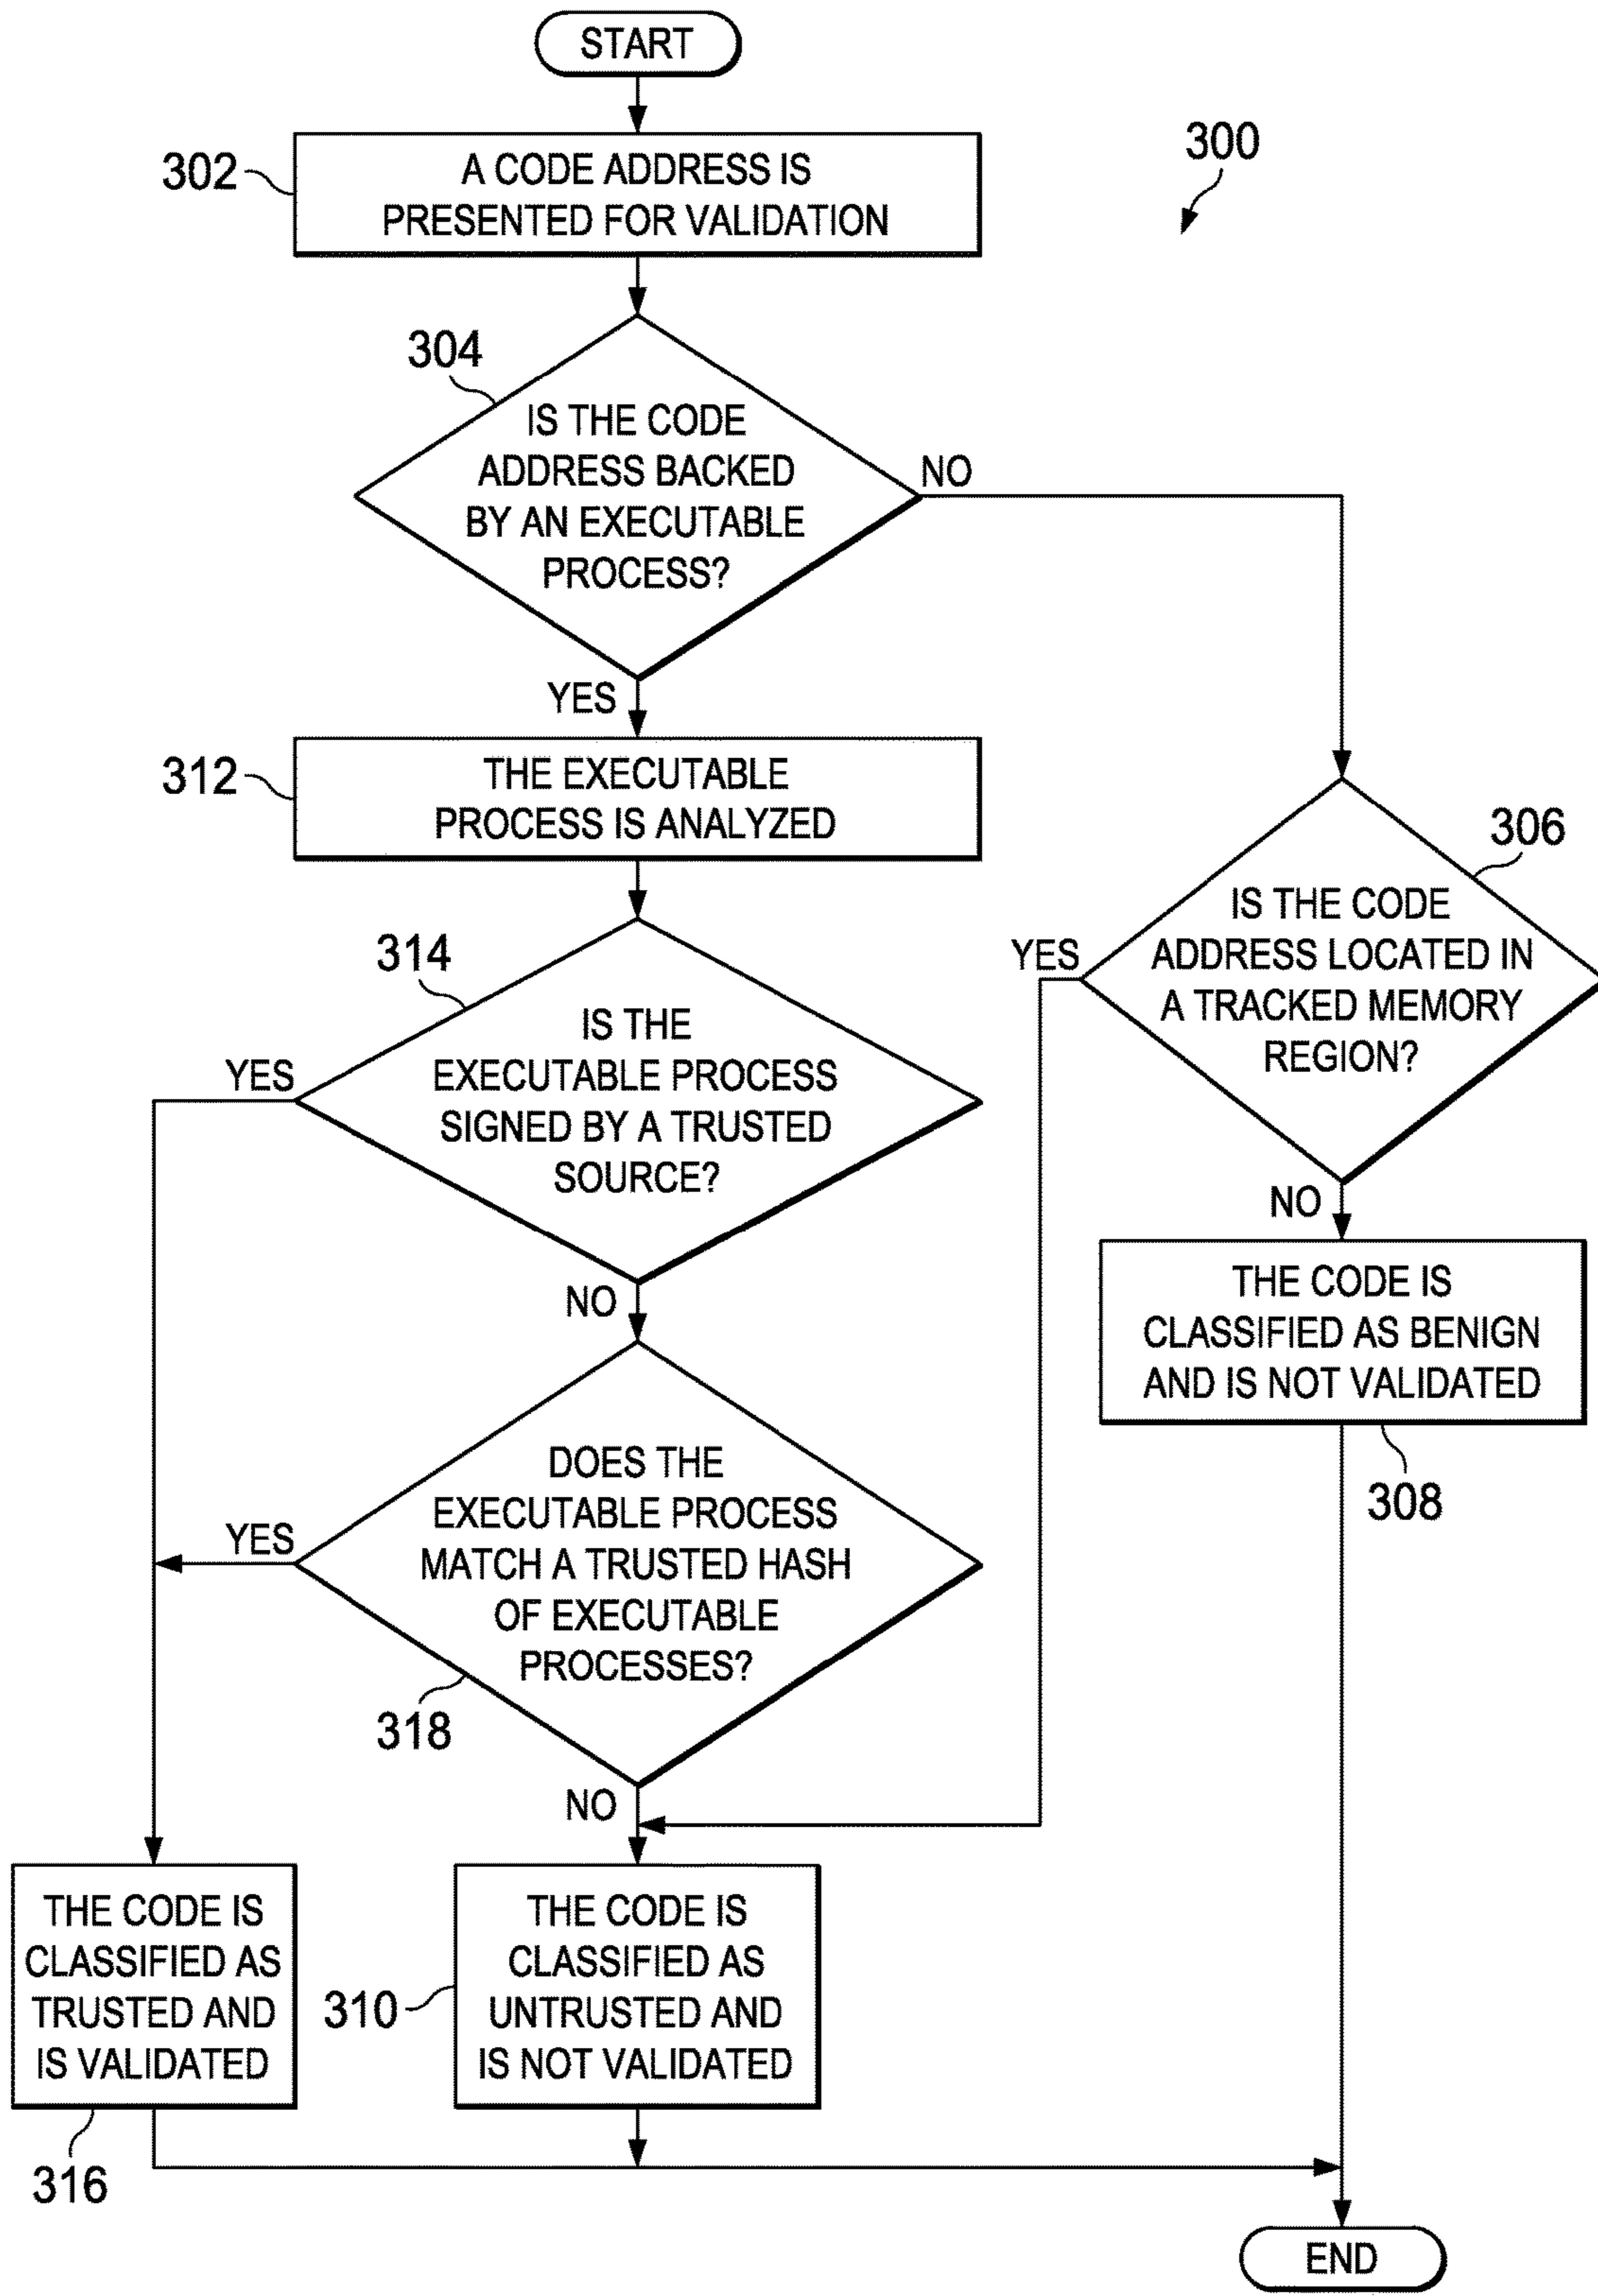 START
300
302
A CODE ADDRESS IS
PRESENTED FOR VALIDATION
304
IS THE CODE
ADDRESS BACKED
BY AN EXECUTABLE
PROCESS?
NO
YES
312
THE EXECUTABLE
PROCESS IS ANALYZED
306
IS THE CODE
ADDRESS LOCATED IN
A TRACKED MEMORY
REGION?
YES
NO
314
IS THE
EXECUTABLE PROCESS
SIGNED BY A TRUSTED
SOURCE?
YES
NO
THE CODE IS
CLASSIFIED AS BENIGN
AND IS NOT VALIDATED
308
DOES THE
EXECUTABLE PROCESS
MATCH A TRUSTED HASH
OF EXECUTABLE
PROCESSES?
YES
318
NO
THE CODE IS
CLASSIFIED AS
TRUSTED AND
IS VALIDATED
316
310
THE CODE IS
CLASSIFIED AS
UNTRUSTED AND
IS NOT VALIDATED
END